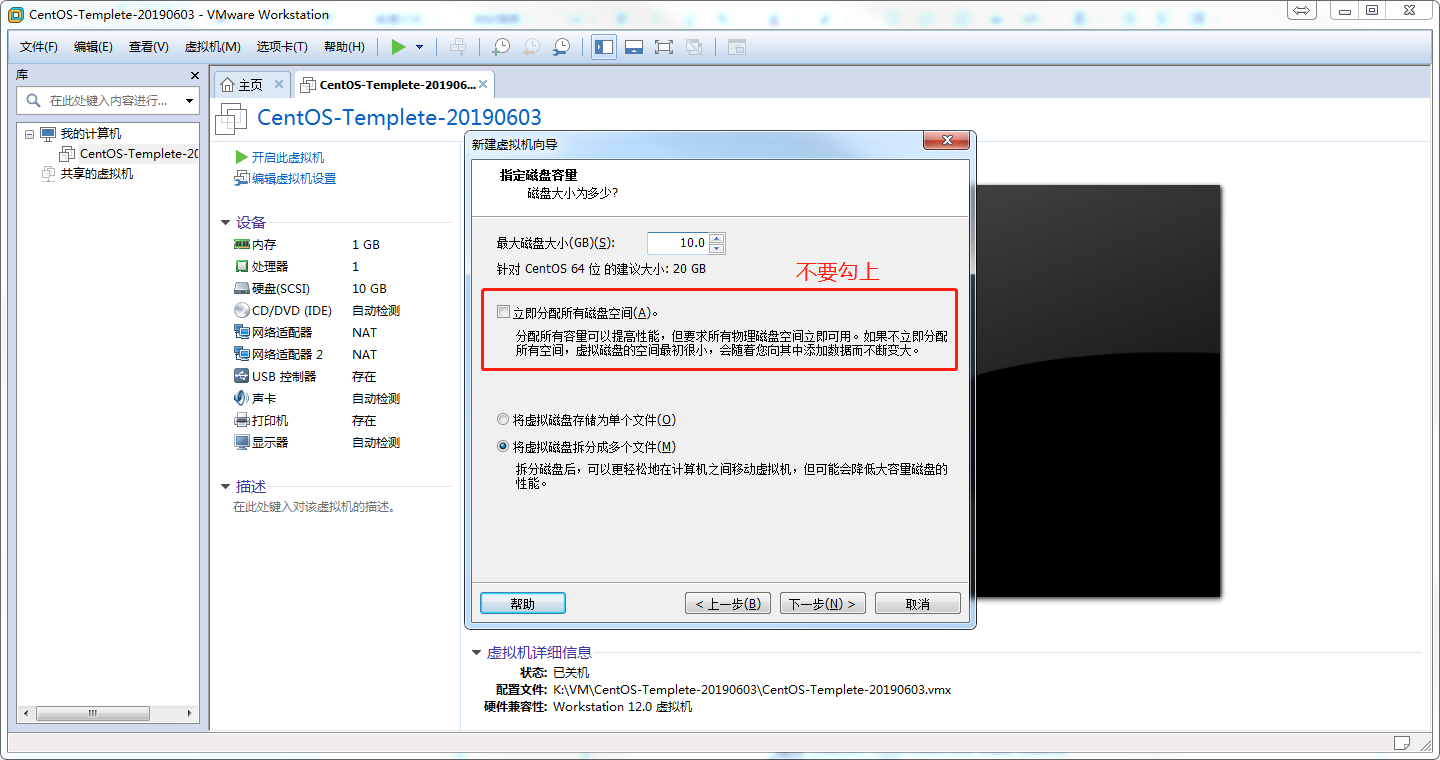 CentOS-Templete-20190603 - VMware Workstation
文件(F) 编辑(E) 查看(V) 虚拟机(M) 选项卡(T) 帮助(H)
库
在此处键入内容进行...
我的计算机
CentOS-Templete-20
共享的虚拟机
主页
CentOS-Templete-201906...
CentOS-Templete-20190603
开启此虚拟机
编辑虚拟机设置
设备
内存 1 GB
处理器 1
硬盘(SCSI) 10 GB
CD/DVD (IDE) 自动检测
网络适配器 NAT
网络适配器 2 NAT
USB 控制器 存在
声卡 自动检测
打印机 存在
显示器 自动检测
描述
在此处键入对该虚拟机的描述。
新建虚拟机向导
指定磁盘容量
磁盘大小为多少?
最大磁盘大小(GB)(S): 10.0
针对 CentOS 64 位 的建议大小: 20 GB
不要勾上
立即分配所有磁盘空间(A)。
分配所有容量可以提高性能，但要求所有物理磁盘空间立即可用。如果不立即分配
所有空间，虚拟磁盘的空间最初很小，会随着您向其中添加数据而不断变大。
将虚拟磁盘存储为单个文件(O)
将虚拟磁盘拆分成多个文件(M)
拆分磁盘后，可以更轻松地在计算机之间移动虚拟机，但可能会降低大容量磁盘的
性能。
帮助 < 上一步(B) 下一步(N) > 取消
虚拟机详细信息
状态: 已关机
配置文件: K:\VM\CentOS-Templete-20190603\CentOS-Templete-20190603.vmx
硬件兼容性: Workstation 12.0 虚拟机